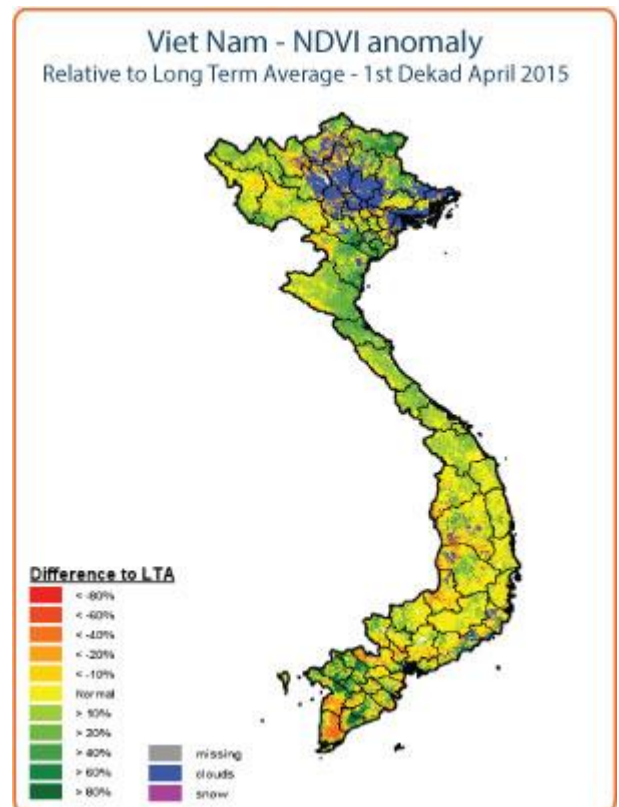 Viet Nam - NDVI anomaly
Relative to Long Term Average - 1st Dekad April 2015
Difference to LTA
< -80%
< -60%
< -40%
< -20%
< -10%
Normal
> 10%
> 20%
> 40%
> 60%
> 80%
missing
clouds
snow